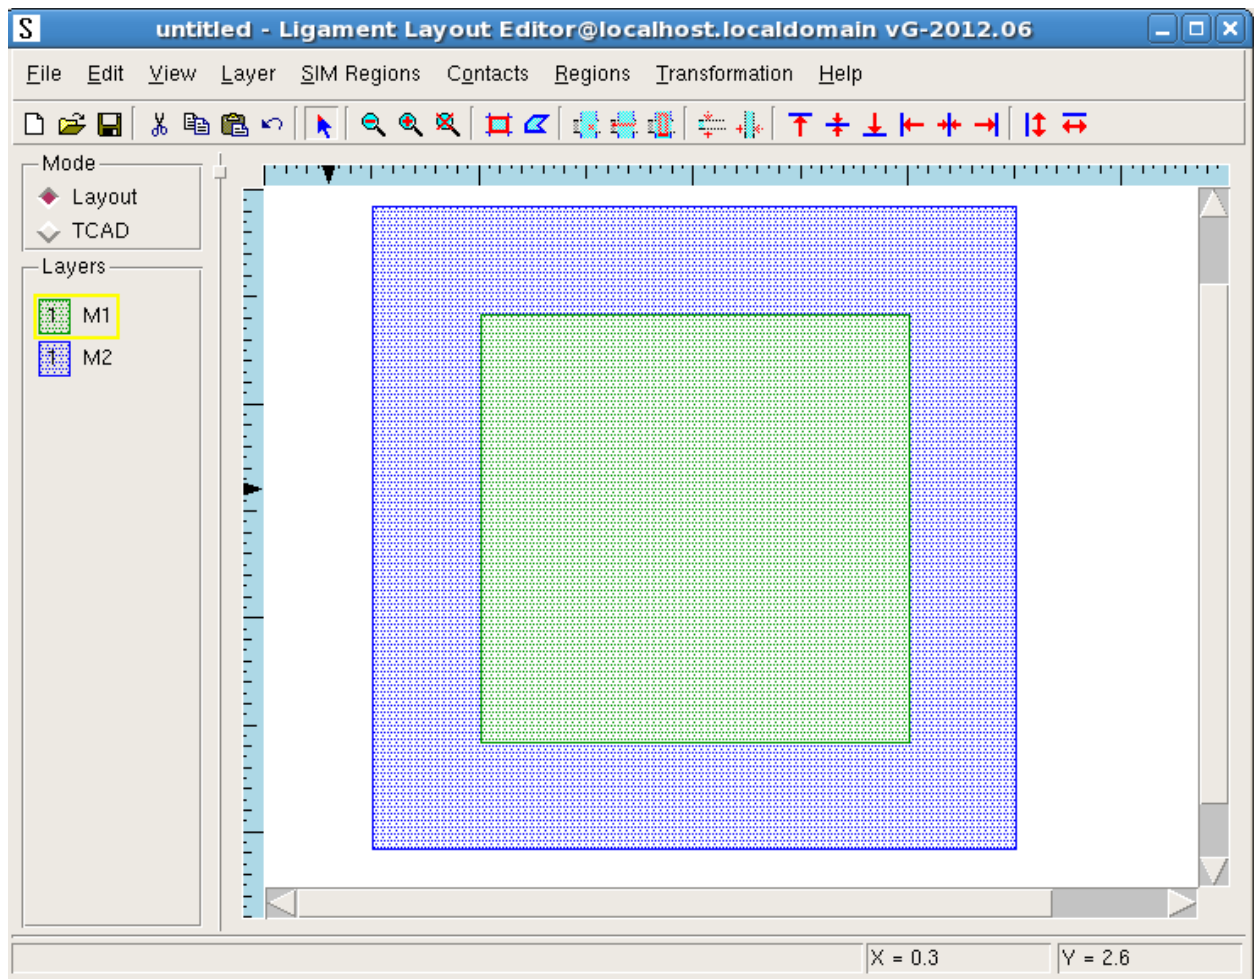 S untitled - Ligament Layout Editor@localhost.localdomain vG-2012.06
File Edit View Layer SIM Regions Contacts Regions Transformation Help
Mode
Layout
TCAD
Layers
1 M1
1 M2
X = 0.3 Y = 2.6